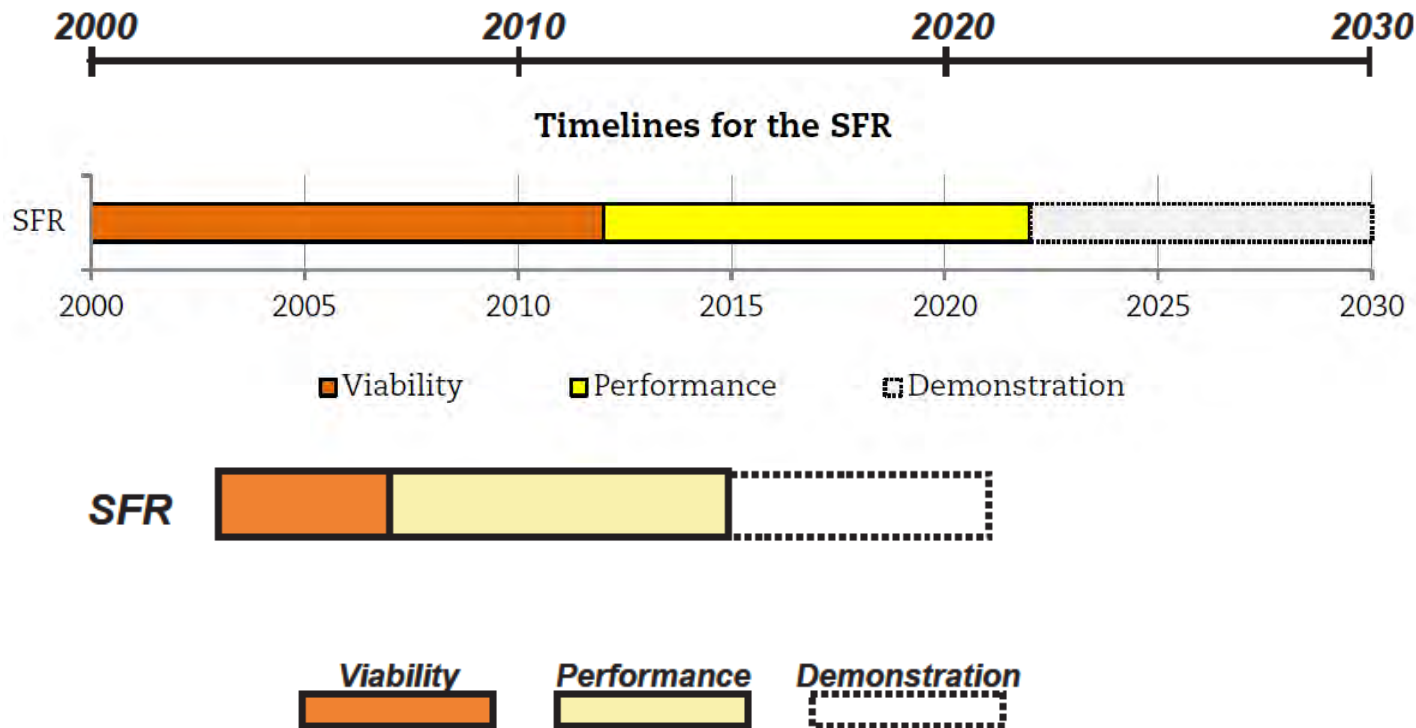 2000 2010 2020 2030
Timelines for the SFR
SFR
2000 2005 2010 2015 2020 2025 2030
Viability Performance Demonstration
SFR
Viability Performance Demonstration